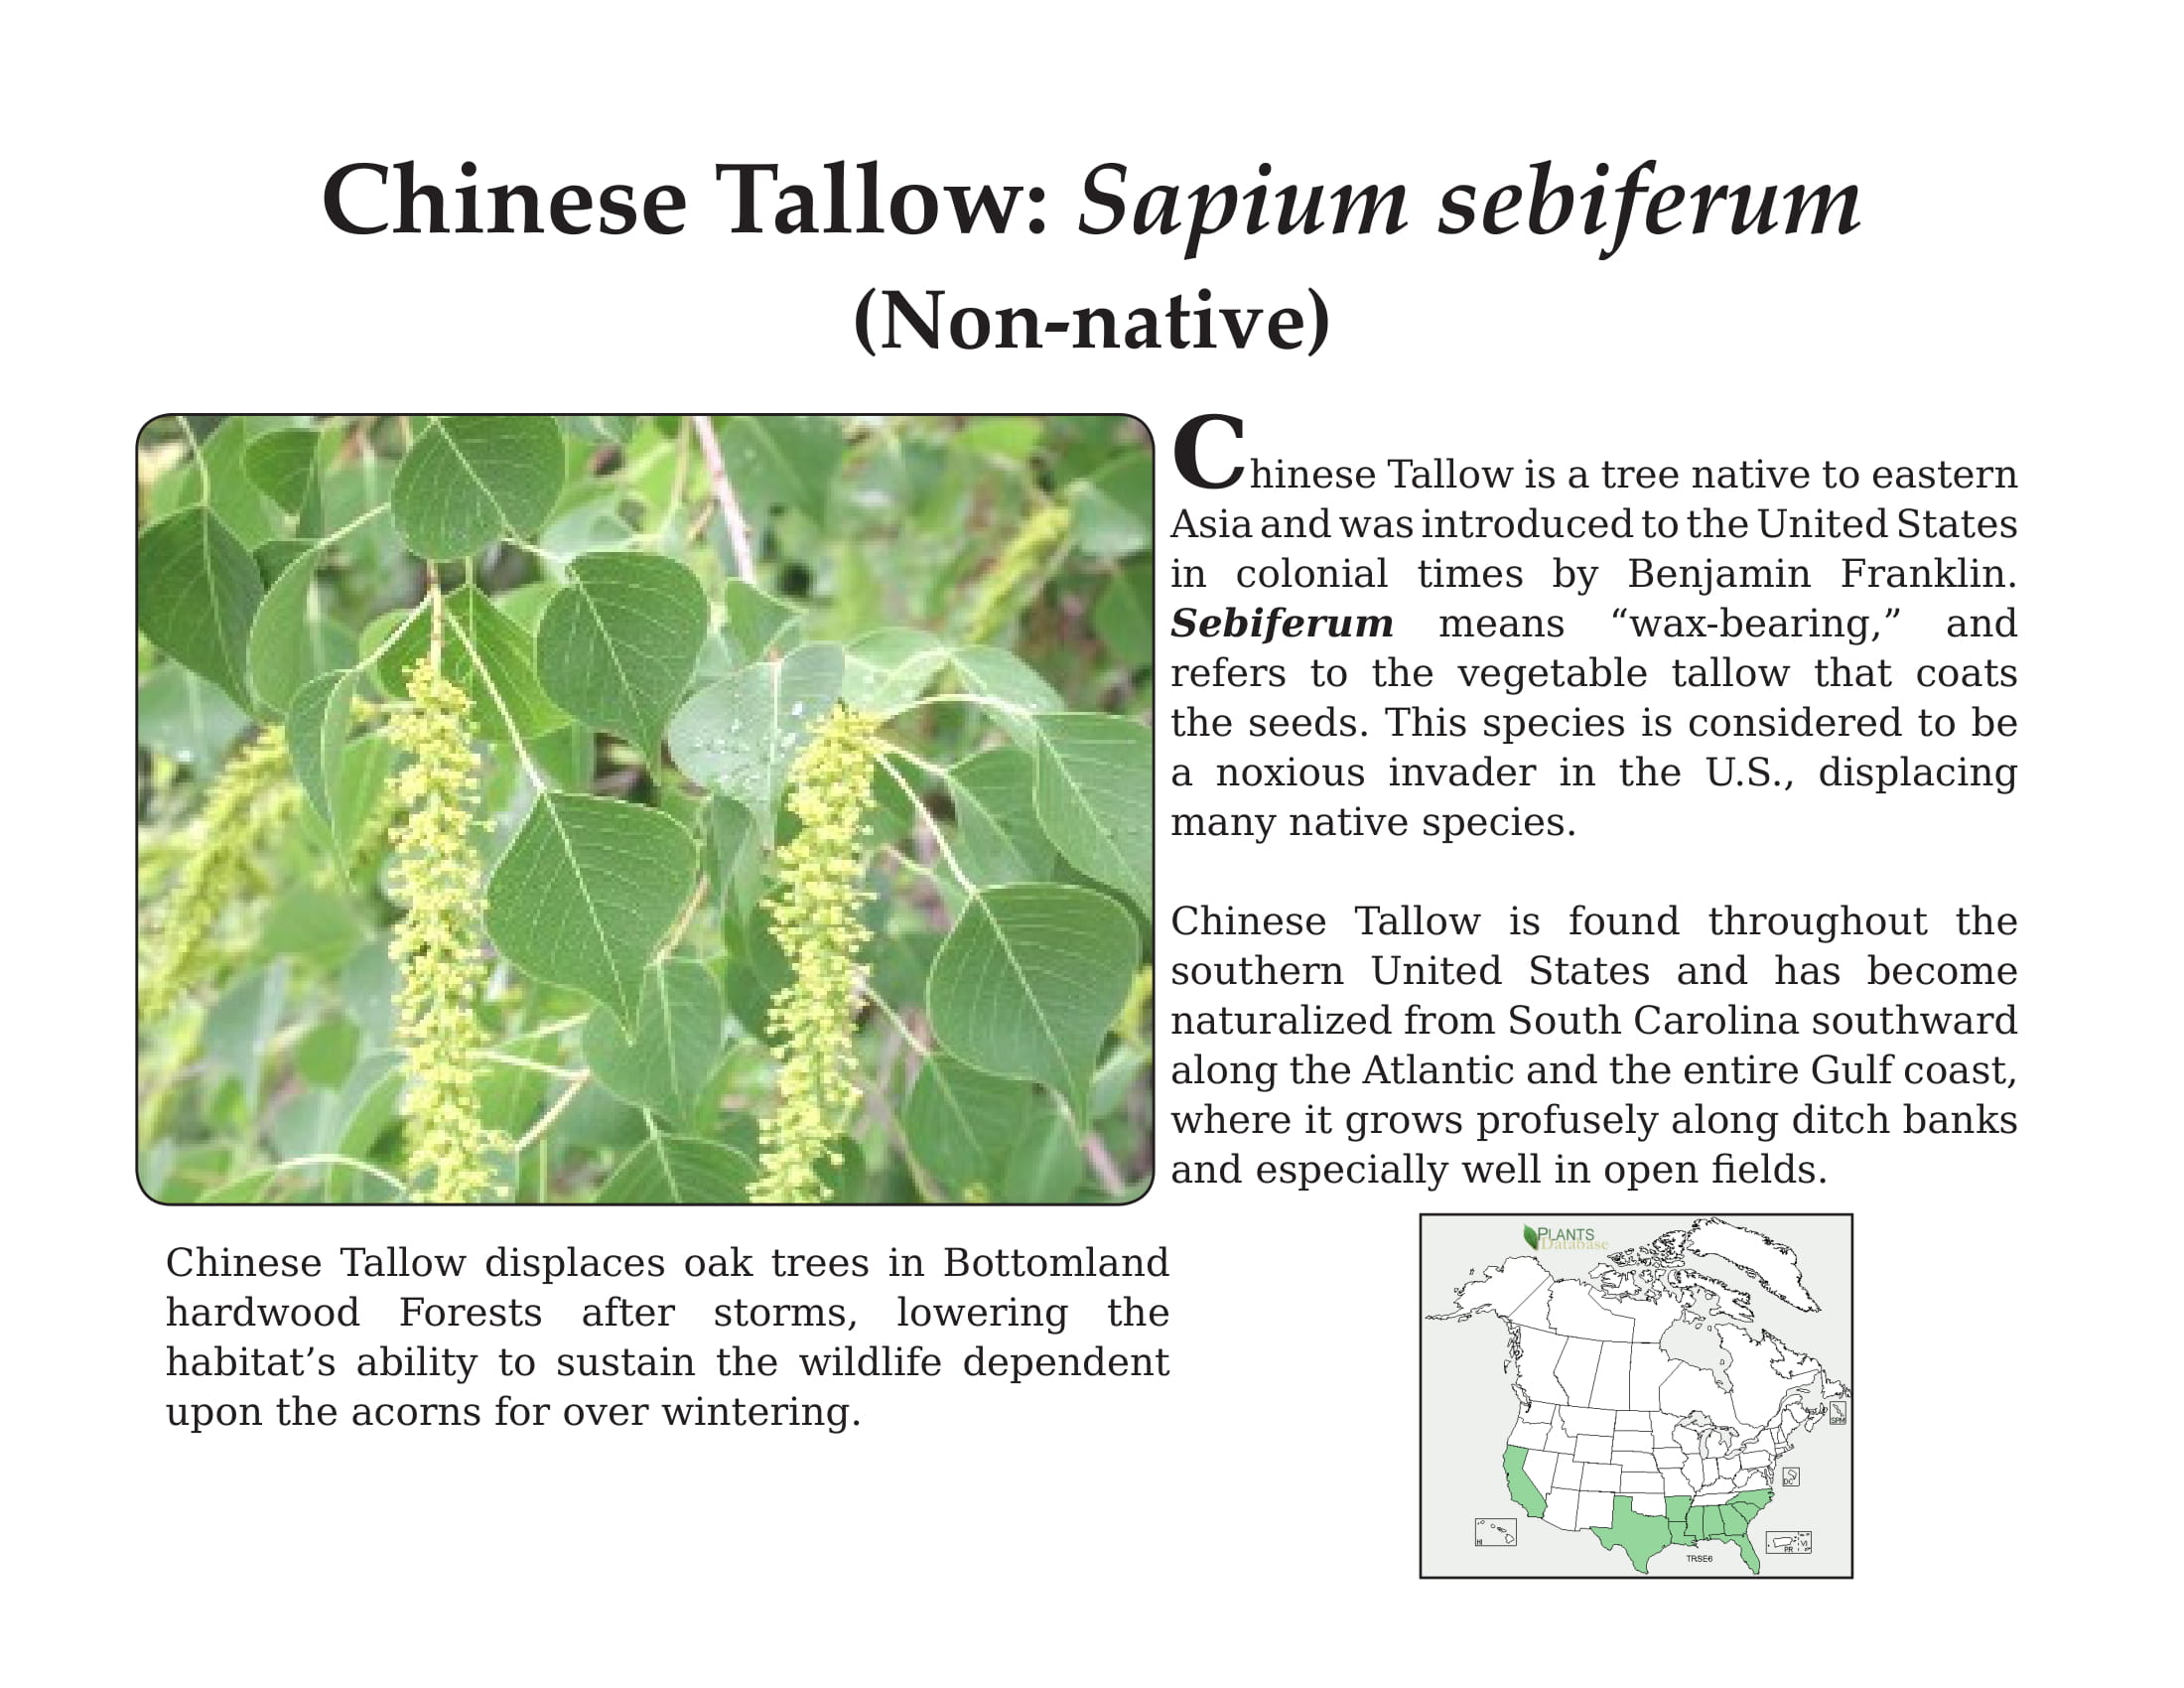 Chinese Tallow: Sapium sebiferum
(Non-native)
Chinese Tallow is a tree native to eastern
Asia and was introduced to the United States
in colonial times by Benjamin Franklin.
Sebiferum means “wax-bearing,” and
refers to the vegetable tallow that coats
the seeds. This species is considered to be
a noxious invader in the U.S., displacing
many native species.
Chinese Tallow is found throughout the
southern United States and has become
naturalized from South Carolina southward
along the Atlantic and the entire Gulf coast,
where it grows profusely along ditch banks
and especially well in open fields.
Chinese Tallow displaces oak trees in Bottomland
hardwood Forests after storms, lowering the
habitat’s ability to sustain the wildlife dependent
upon the acorns for over wintering.
PLANTS
Database
SPM
DC
HI
PR
VI
TRSE6